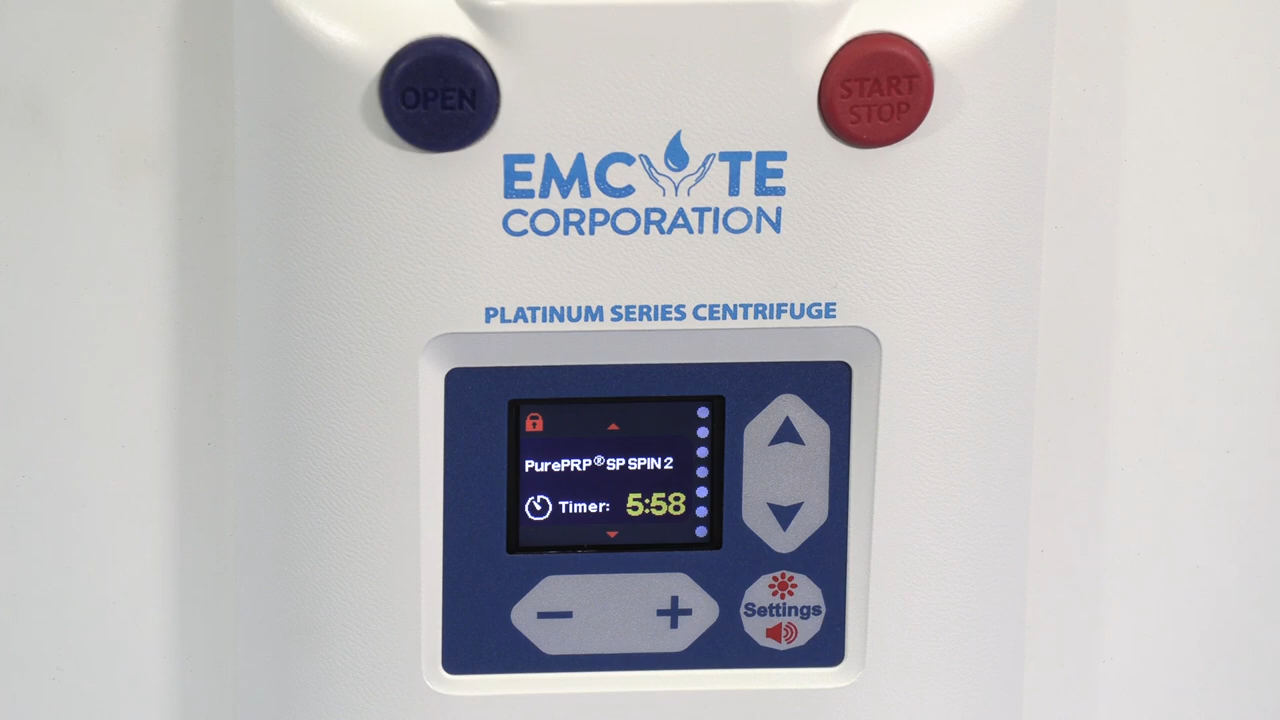 OPEN
START
STOP
EMCYTE
CORPORATION
PLATINUM SERIES CENTRIFUGE
PurePRP® SP SPIN 2
Timer: 5:58
− +
Settings